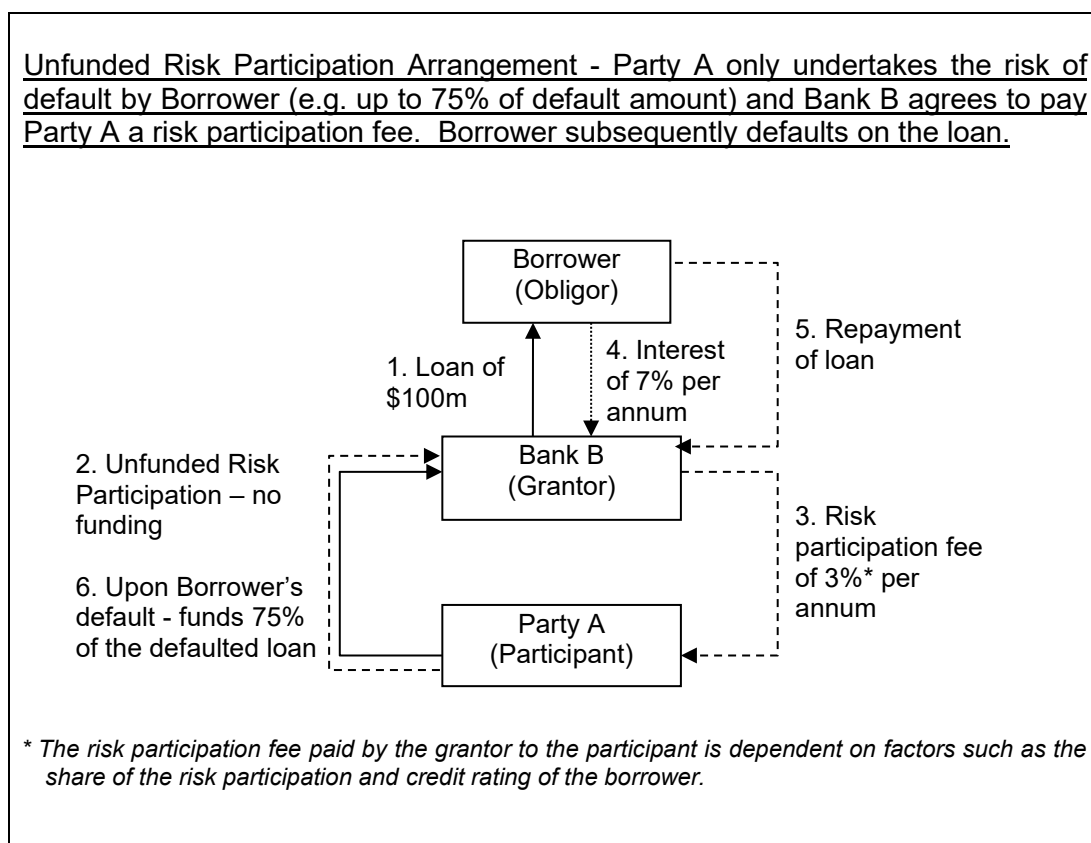 Unfunded Risk Participation Arrangement - Party A only undertakes the risk of
default by Borrower (e.g. up to 75% of default amount) and Bank B agrees to pay
Party A a risk participation fee.  Borrower subsequently defaults on the loan.
Borrower
(Obligor)
1. Loan of
$100m
4. Interest
of 7% per
annum
5. Repayment
of loan
Bank B
(Grantor)
2. Unfunded Risk
Participation – no
funding
3. Risk
participation fee
of 3%* per
annum
6. Upon Borrower’s
default - funds 75%
of the defaulted loan
Party A
(Participant)
* The risk participation fee paid by the grantor to the participant is dependent on factors such as the
share of the risk participation and credit rating of the borrower.